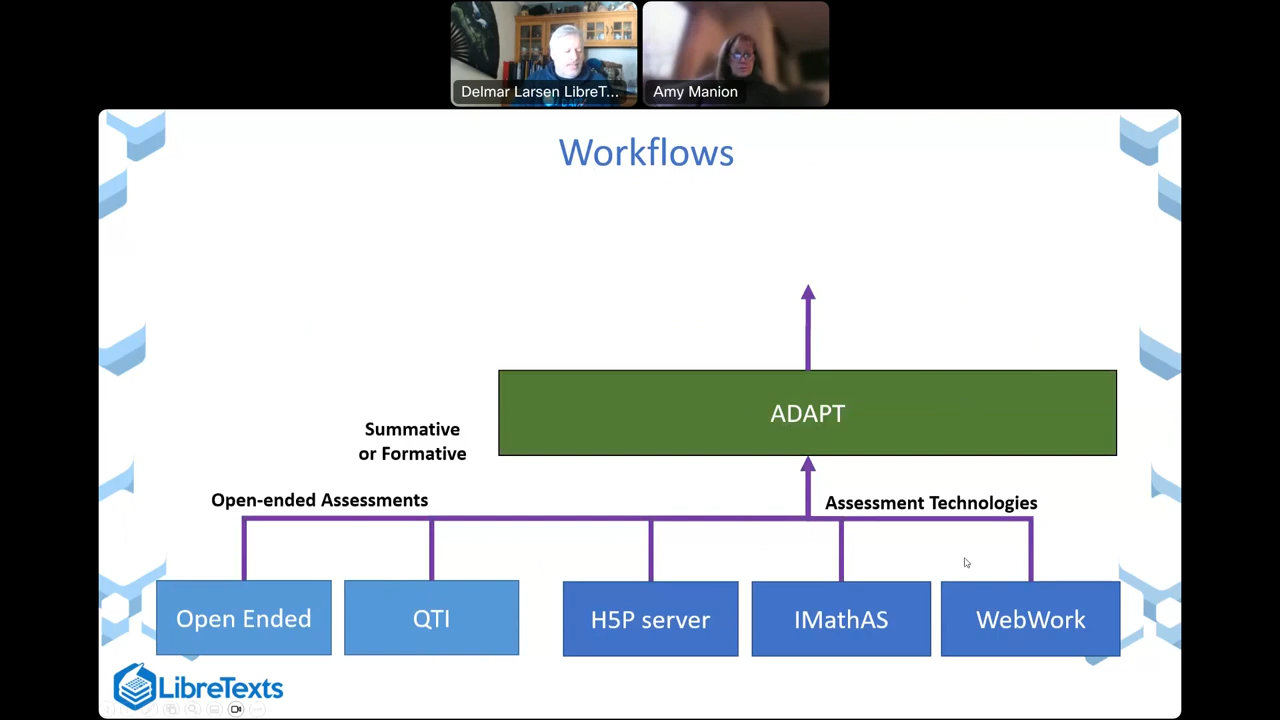 Delmar Larsen LibreT...
Amy Manion
Workflows
ADAPT
Summative
or Formative
Open-ended Assessments
Assessment Technologies
Open Ended
QTI
H5P server
IMathAS
WebWork
LibreTexts